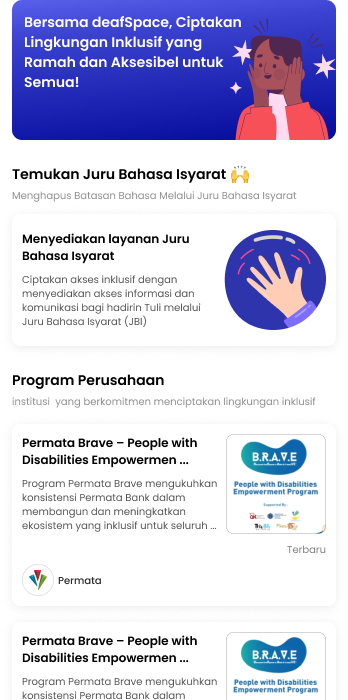 Bersama deafSpace, Ciptakan
Lingkungan Inklusif yang
Ramah dan Aksesibel untuk
Semua!
Temukan Juru Bahasa Isyarat 🙌
Menghapus Batasan Bahasa Melalui Juru Bahasa Isyarat
Menyediakan layanan Juru
Bahasa Isyarat
Ciptakan akses inklusif dengan
menyediakan akses informasi dan
komunikasi bagi hadirin Tuli melalui
Juru Bahasa Isyarat (JBI)
Program Perusahaan
institusi yang berkomitmen menciptakan lingkungan inklusif
Permata Brave – People with
Disabilities Empowermen ...
Program Permata Brave mengukuhkan
konsistensi Permata Bank dalam
membangun dan meningkatkan
ekosistem yang inklusif untuk seluruh ...
B.R.A.V.E
People with Disabilities
Empowerment Program
Supported By :
Terbaru
Permata
Permata Brave – People with
Disabilities Empowermen ...
Program Permata Brave mengukuhkan
konsistensi Permata Bank dalam
B.R.A.V.E
People with Disabilities
Empowerment Program